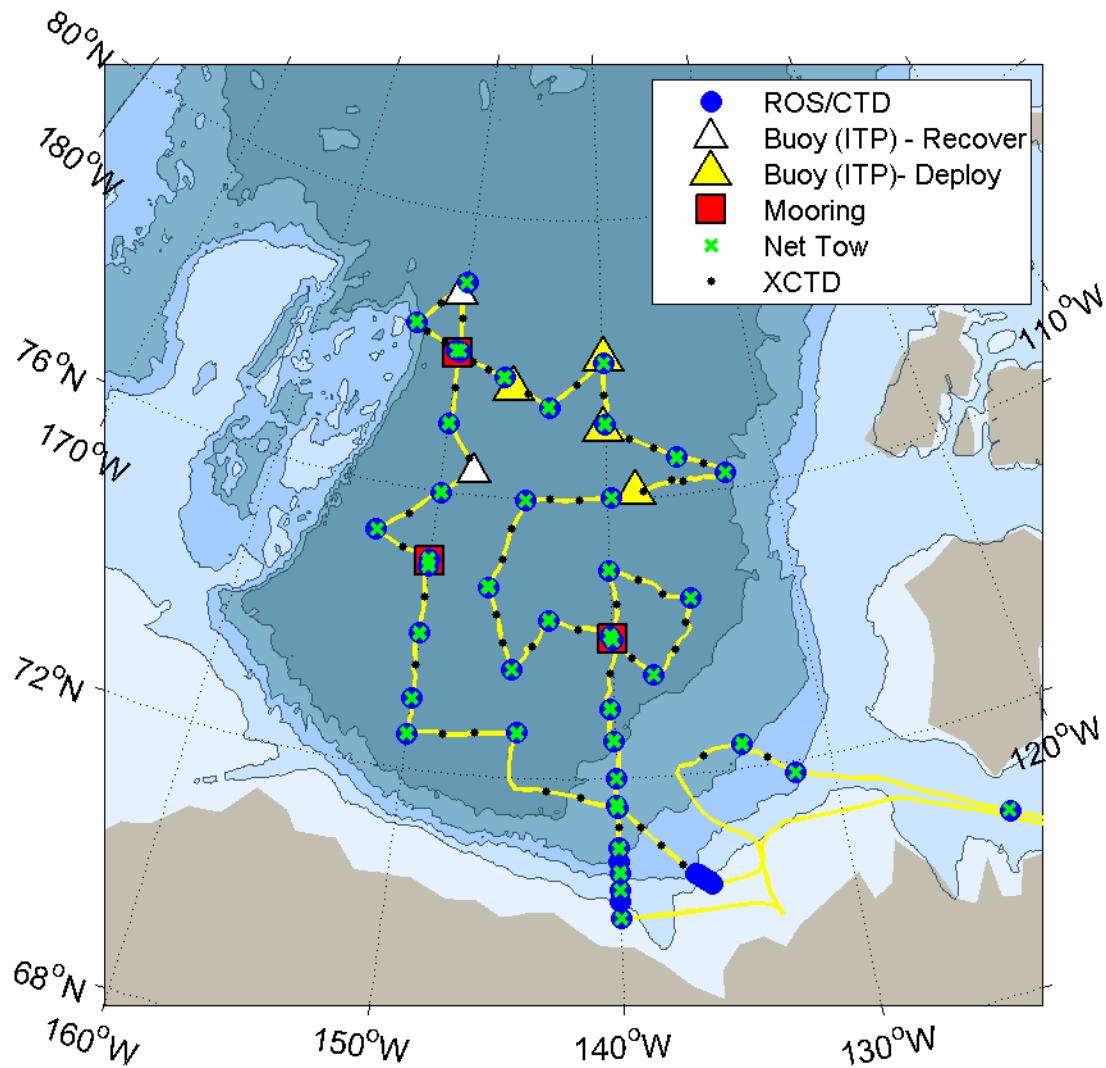 80°N
180°W
ROS/CTD
Buoy (ITP) - Recover
Buoy (ITP)- Deploy
Mooring
Net Tow
XCTD
110°W
76°N
170°W
72°N
120°W
68°N
160°W
150°W
140°W
130°W